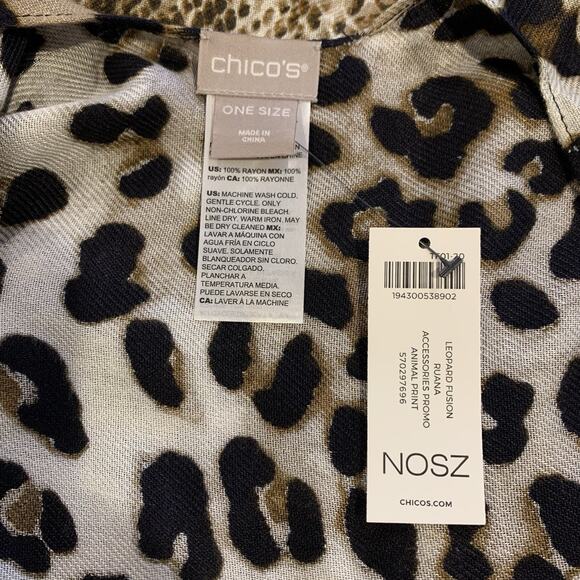 chico's®
ONE SIZE
MADE IN
CHINA
US: 100% RAYON MX: 100%
rayón CA: 100% RAYONNE
US: MACHINE WASH COLD.
GENTLE CYCLE. ONLY
NON-CHLORINE BLEACH.
LINE DRY. WARM IRON. MAY
BE DRY CLEANED MX:
LAVAR A MÁQUINA CON
AGUA FRÍA EN CICLO
SUAVE. SOLAMENTE
BLANQUEADOR SIN CLORO.
SECAR COLGADO.
PLANCHAR A
TEMPERATURA MEDIA.
PUEDE LAVARSE EN SECO
CA: LAVER À LA MACHINE
194300538902
LEOPARD FUSION
RUANA
ACCESSORIES PROMO
ANIMAL PRINT
570297696
NOSZ
CHICOS.COM